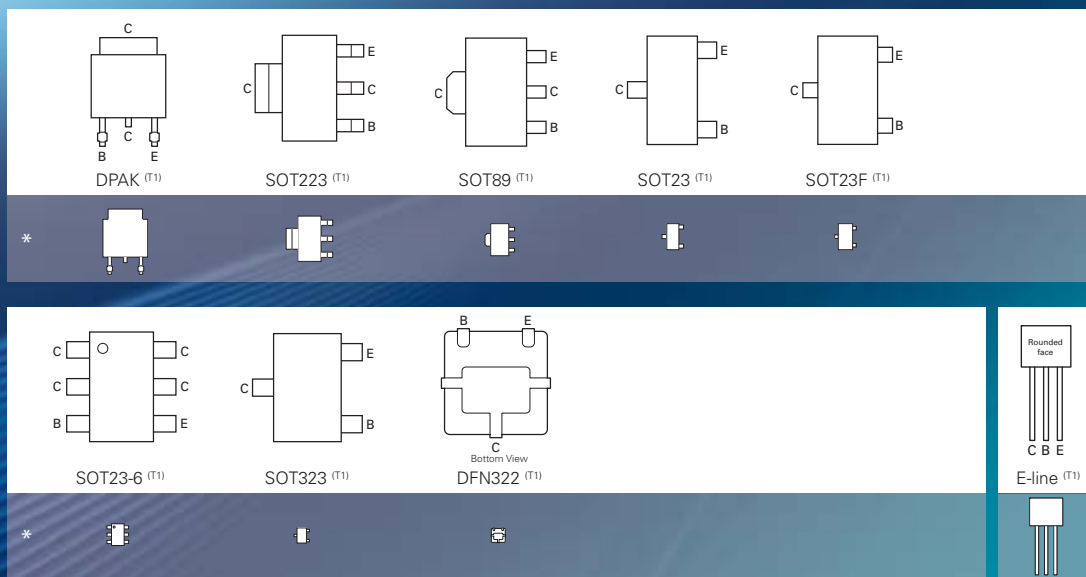 C
C
B E
DPAK (T1)
C
E
C
B
SOT223 (T1)
C
E
C
B
SOT89 (T1)
C
E
B
SOT23 (T1)
C
E
B
SOT23F (T1)
*
C C
C C
B E
SOT23-6 (T1)
C
E
B
SOT323 (T1)
B E
C
Bottom View
DFN322 (T1)
Rounded
face
C B E
E-line (T1)
*